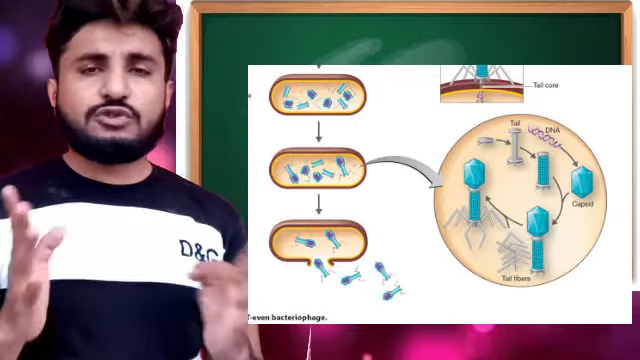 Tail core
Tail
DNA
Capsid
Tail fibers
T-even bacteriophage.
D&G